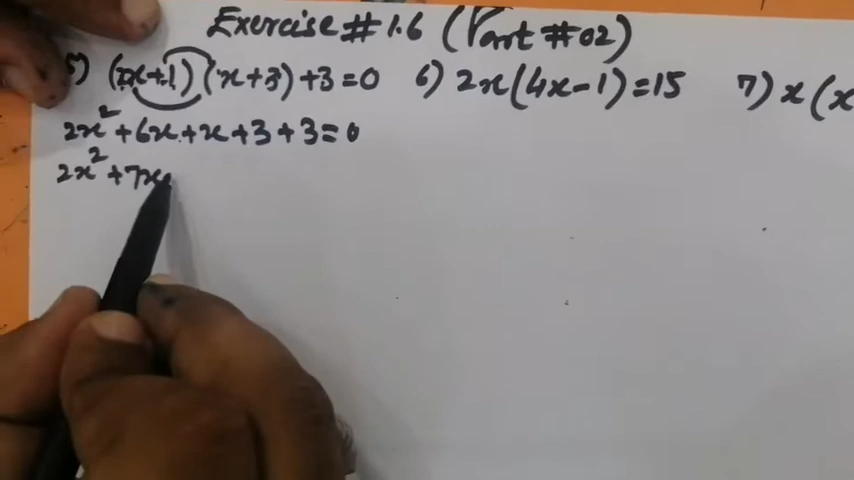 Exercise #1.6 (Part #02)
5) (2x+1)(x+3)+3=0 6) 2x(4x-1)=15 7) x(x
2x²+6x+x+3+3=0
2x²+7x